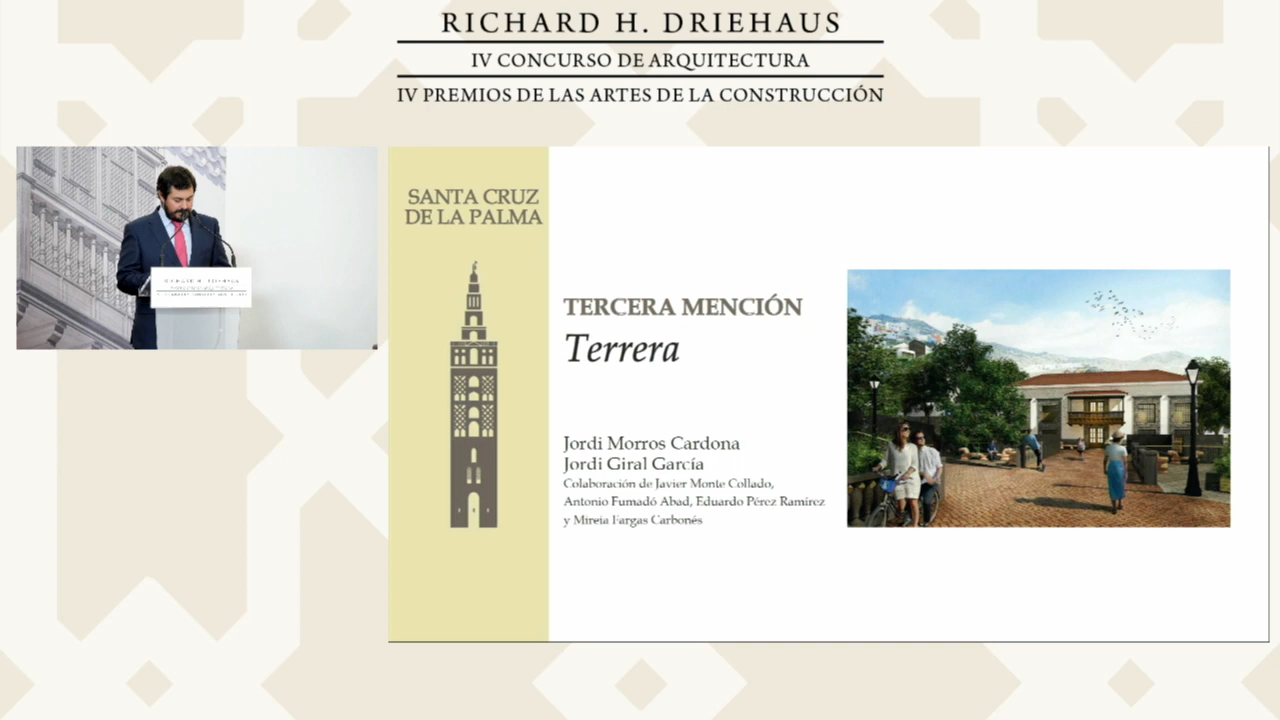 RICHARD H. DRIEHAUS
IV CONCURSO DE ARQUITECTURA
IV PREMIOS DE LAS ARTES DE LA CONSTRUCCIÓN
SANTA CRUZ
DE LA PALMA
TERCERA MENCIÓN
Terrera
Jordi Morros Cardona
Jordi Giral García
Colaboración de Javier Monte Collado,
Antonio Fumadó Abad, Eduardo Pérez Ramírez
y Mireia Fargas Carbonés
RICHARD H. DRIEHAUS